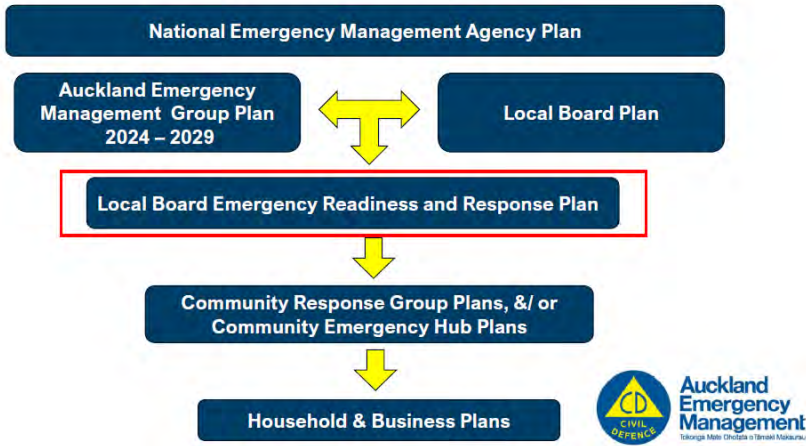 National Emergency Management Agency Plan
Auckland Emergency
Management Group Plan
2024 – 2029
Local Board Plan
Local Board Emergency Readiness and Response Plan
Community Response Group Plans, &/ or
Community Emergency Hub Plans
Household & Business Plans
CD
CIVIL
DEFENCE
Auckland
Emergency
Management